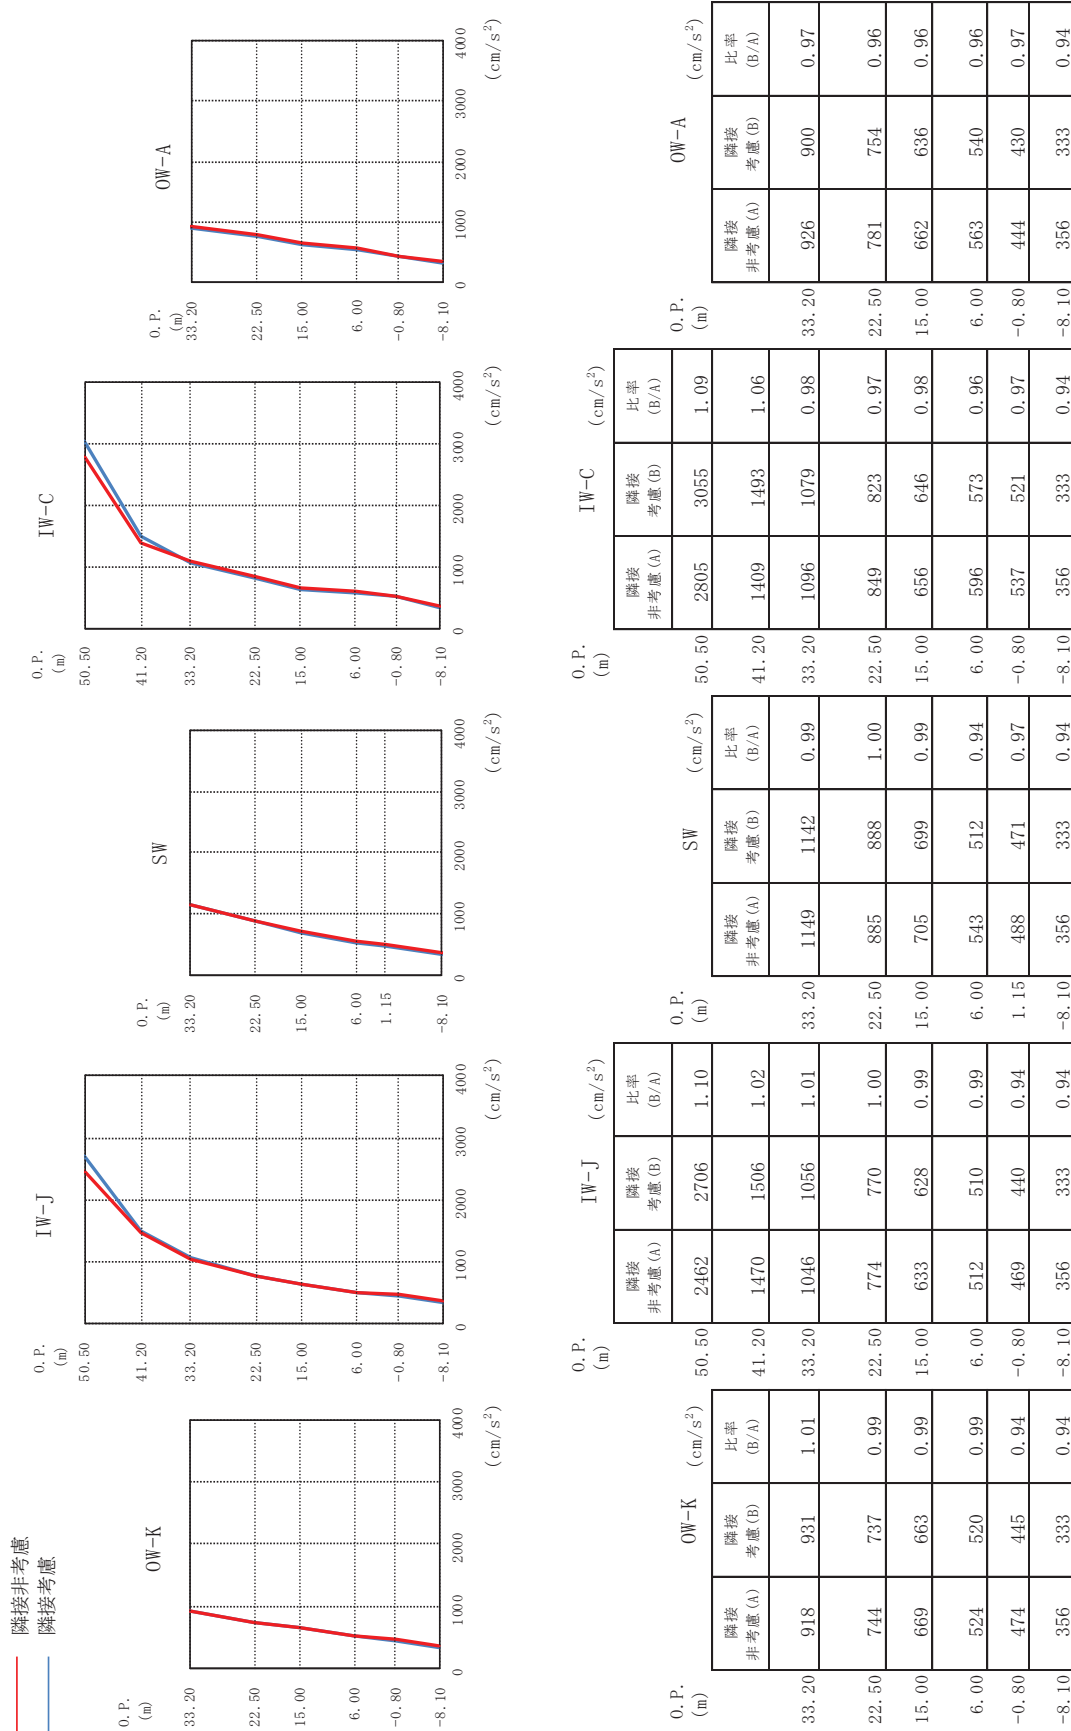 隣接非考慮
隣接考慮
OW-K
O.P.
(m)
33.20
22.50
15.00
6.00
-0.80
-8.10
0 1000 2000 3000 4000
(cm/s²)
IW-J
O.P.
(m)
50.50
41.20
33.20
22.50
15.00
6.00
-0.80
-8.10
0 1000 2000 3000 4000
(cm/s²)
SW
O.P.
(m)
33.20
22.50
15.00
6.00
1.15
-8.10
0 1000 2000 3000 4000
(cm/s²)
IW-C
O.P.
(m)
50.50
41.20
33.20
22.50
15.00
6.00
-0.80
-8.10
0 1000 2000 3000 4000
(cm/s²)
OW-A
O.P.
(m)
33.20
22.50
15.00
6.00
-0.80
-8.10
0 1000 2000 3000 4000
(cm/s²)
OW-K
O.P.
(m)
(cm/s²)
隣接
非考慮(A)
隣接
考慮(B)
比率
(B/A)
33.20 918 931 1.01
22.50 744 737 0.99
15.00 669 663 0.99
6.00 524 520 0.99
-0.80 474 445 0.94
-8.10 356 333 0.94
IW-J
O.P.
(m)
(cm/s²)
隣接
非考慮(A)
隣接
考慮(B)
比率
(B/A)
50.50 2462 2706 1.10
41.20 1470 1506 1.02
33.20 1046 1056 1.01
22.50 774 770 1.00
15.00 633 628 0.99
6.00 512 510 0.99
-0.80 469 440 0.94
-8.10 356 333 0.94
SW
O.P.
(m)
(cm/s²)
隣接
非考慮(A)
隣接
考慮(B)
比率
(B/A)
33.20 1149 1142 0.99
22.50 885 888 1.00
15.00 705 699 0.99
6.00 543 512 0.94
1.15 488 471 0.97
-8.10 356 333 0.94
IW-C
O.P.
(m)
(cm/s²)
隣接
非考慮(A)
隣接
考慮(B)
比率
(B/A)
50.50 2805 3055 1.09
41.20 1409 1493 1.06
33.20 1096 1079 0.98
22.50 849 823 0.97
15.00 656 646 0.98
6.00 596 573 0.96
-0.80 537 521 0.97
-8.10 356 333 0.94
OW-A
O.P.
(m)
(cm/s²)
隣接
非考慮(A)
隣接
考慮(B)
比率
(B/A)
33.20 926 900 0.97
22.50 781 754 0.96
15.00 662 636 0.96
6.00 563 540 0.96
-0.80 444 430 0.97
-8.10 356 333 0.94